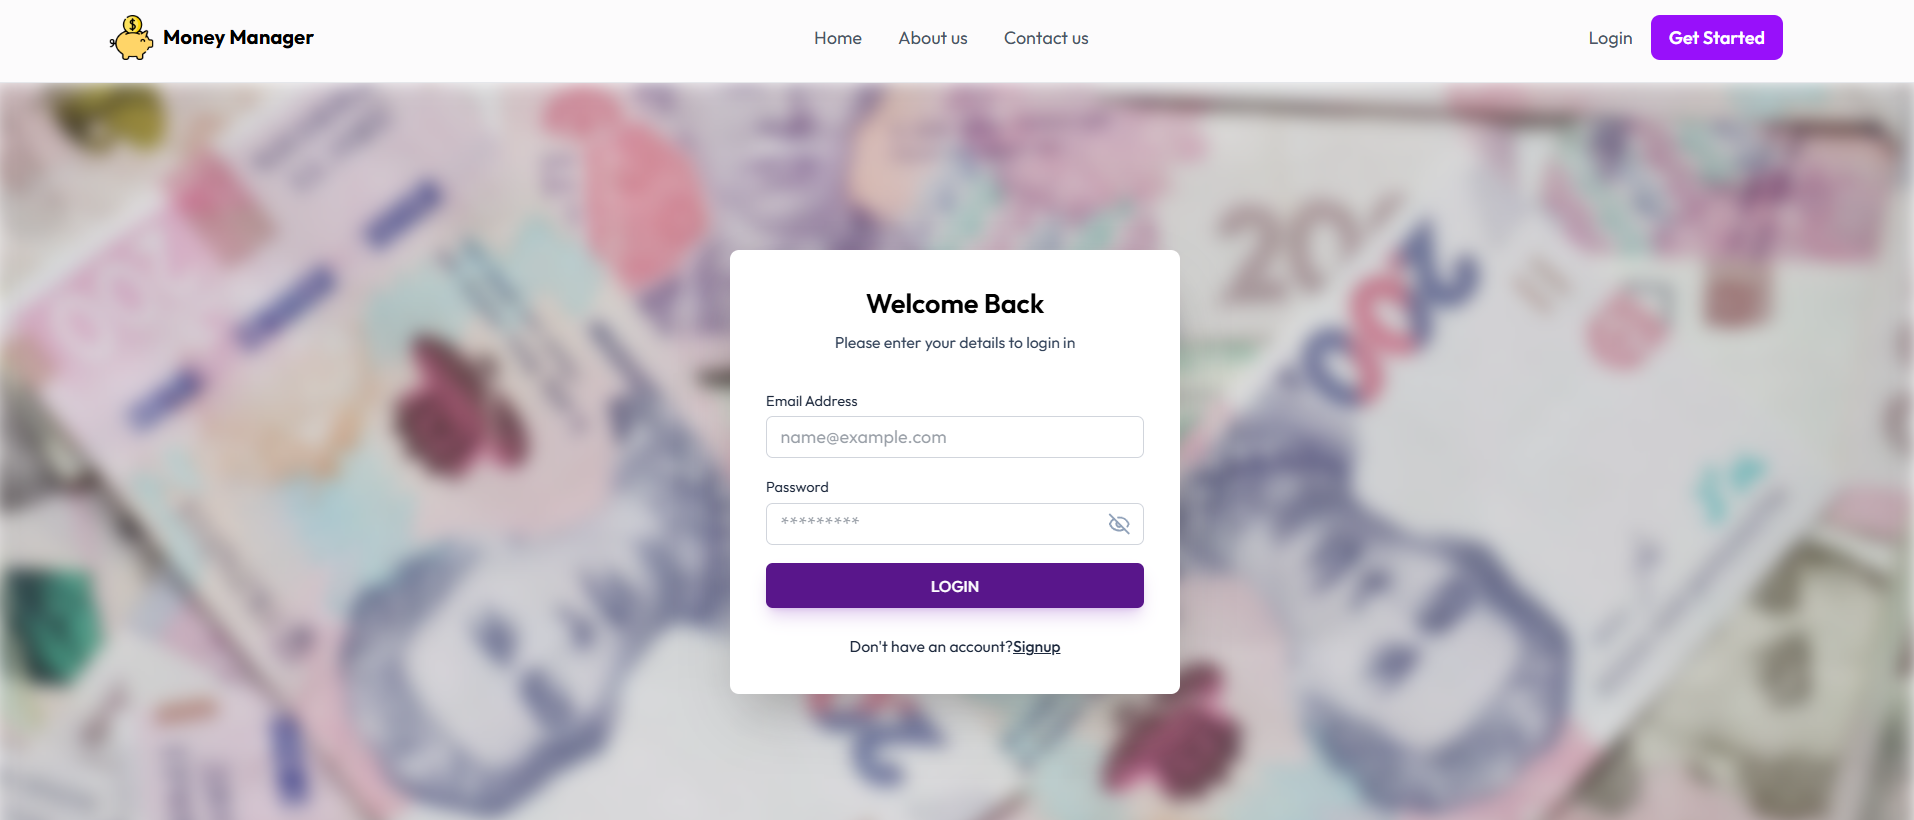 Money Manager
Home About us Contact us
Login Get Started
Welcome Back
Please enter your details to login in
Email Address
name@example.com
Password
*********
LOGIN
Don't have an account?Signup